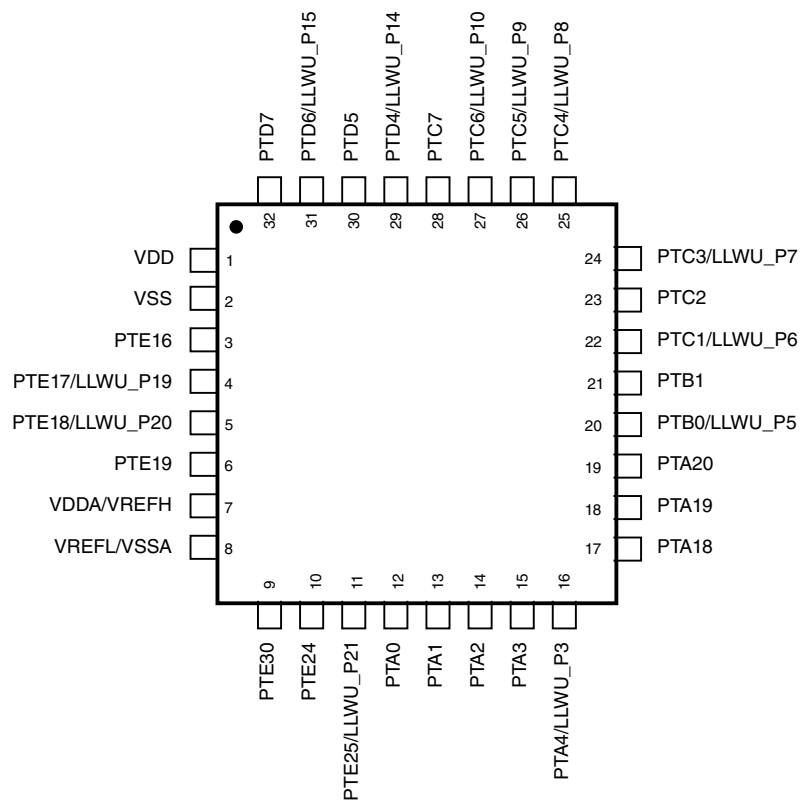 PTD7
PTD6/LLWU_P15
PTD5
PTD4/LLWU_P14
PTC7
PTC6/LLWU_P10
PTC5/LLWU_P9
PTC4/LLWU_P8
32
31
30
29
28
27
26
25
VDD 1
VSS 2
PTE16 3
PTE17/LLWU_P19 4
PTE18/LLWU_P20 5
PTE19 6
VDDA/VREFH 7
VREFL/VSSA 8
24 PTC3/LLWU_P7
23 PTC2
22 PTC1/LLWU_P6
21 PTB1
20 PTB0/LLWU_P5
19 PTA20
18 PTA19
17 PTA18
9
10
11
12
13
14
15
16
PTE30
PTE24
PTE25/LLWU_P21
PTA0
PTA1
PTA2
PTA3
PTA4/LLWU_P3